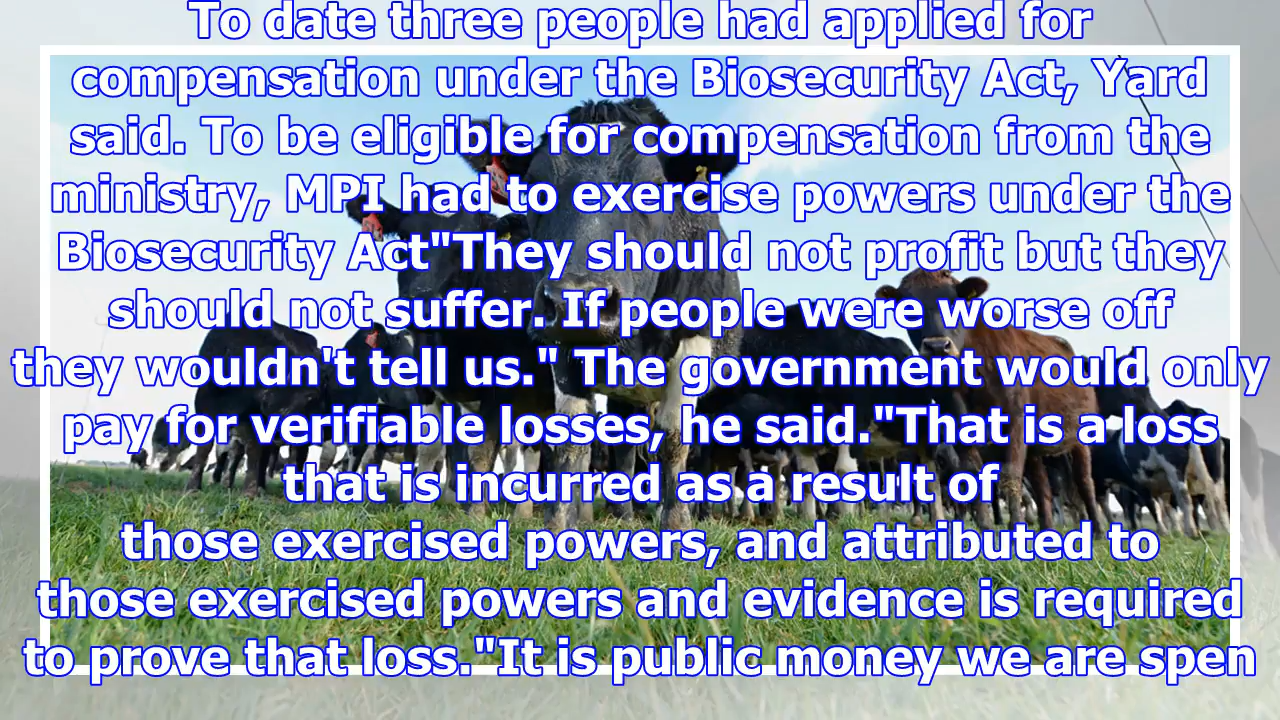 To date three people had applied for
compensation under the Biosecurity Act, Yard
said. To be eligible for compensation from the
ministry, MPI had to exercise powers under the
Biosecurity Act"They should not profit but they
should not suffer. If people were worse off
they wouldn't tell us." The government would only
pay for verifiable losses, he said."That is a loss
that is incurred as a result of
those exercised powers, and attributed to
those exercised powers and evidence is required
to prove that loss."It is public money we are spen